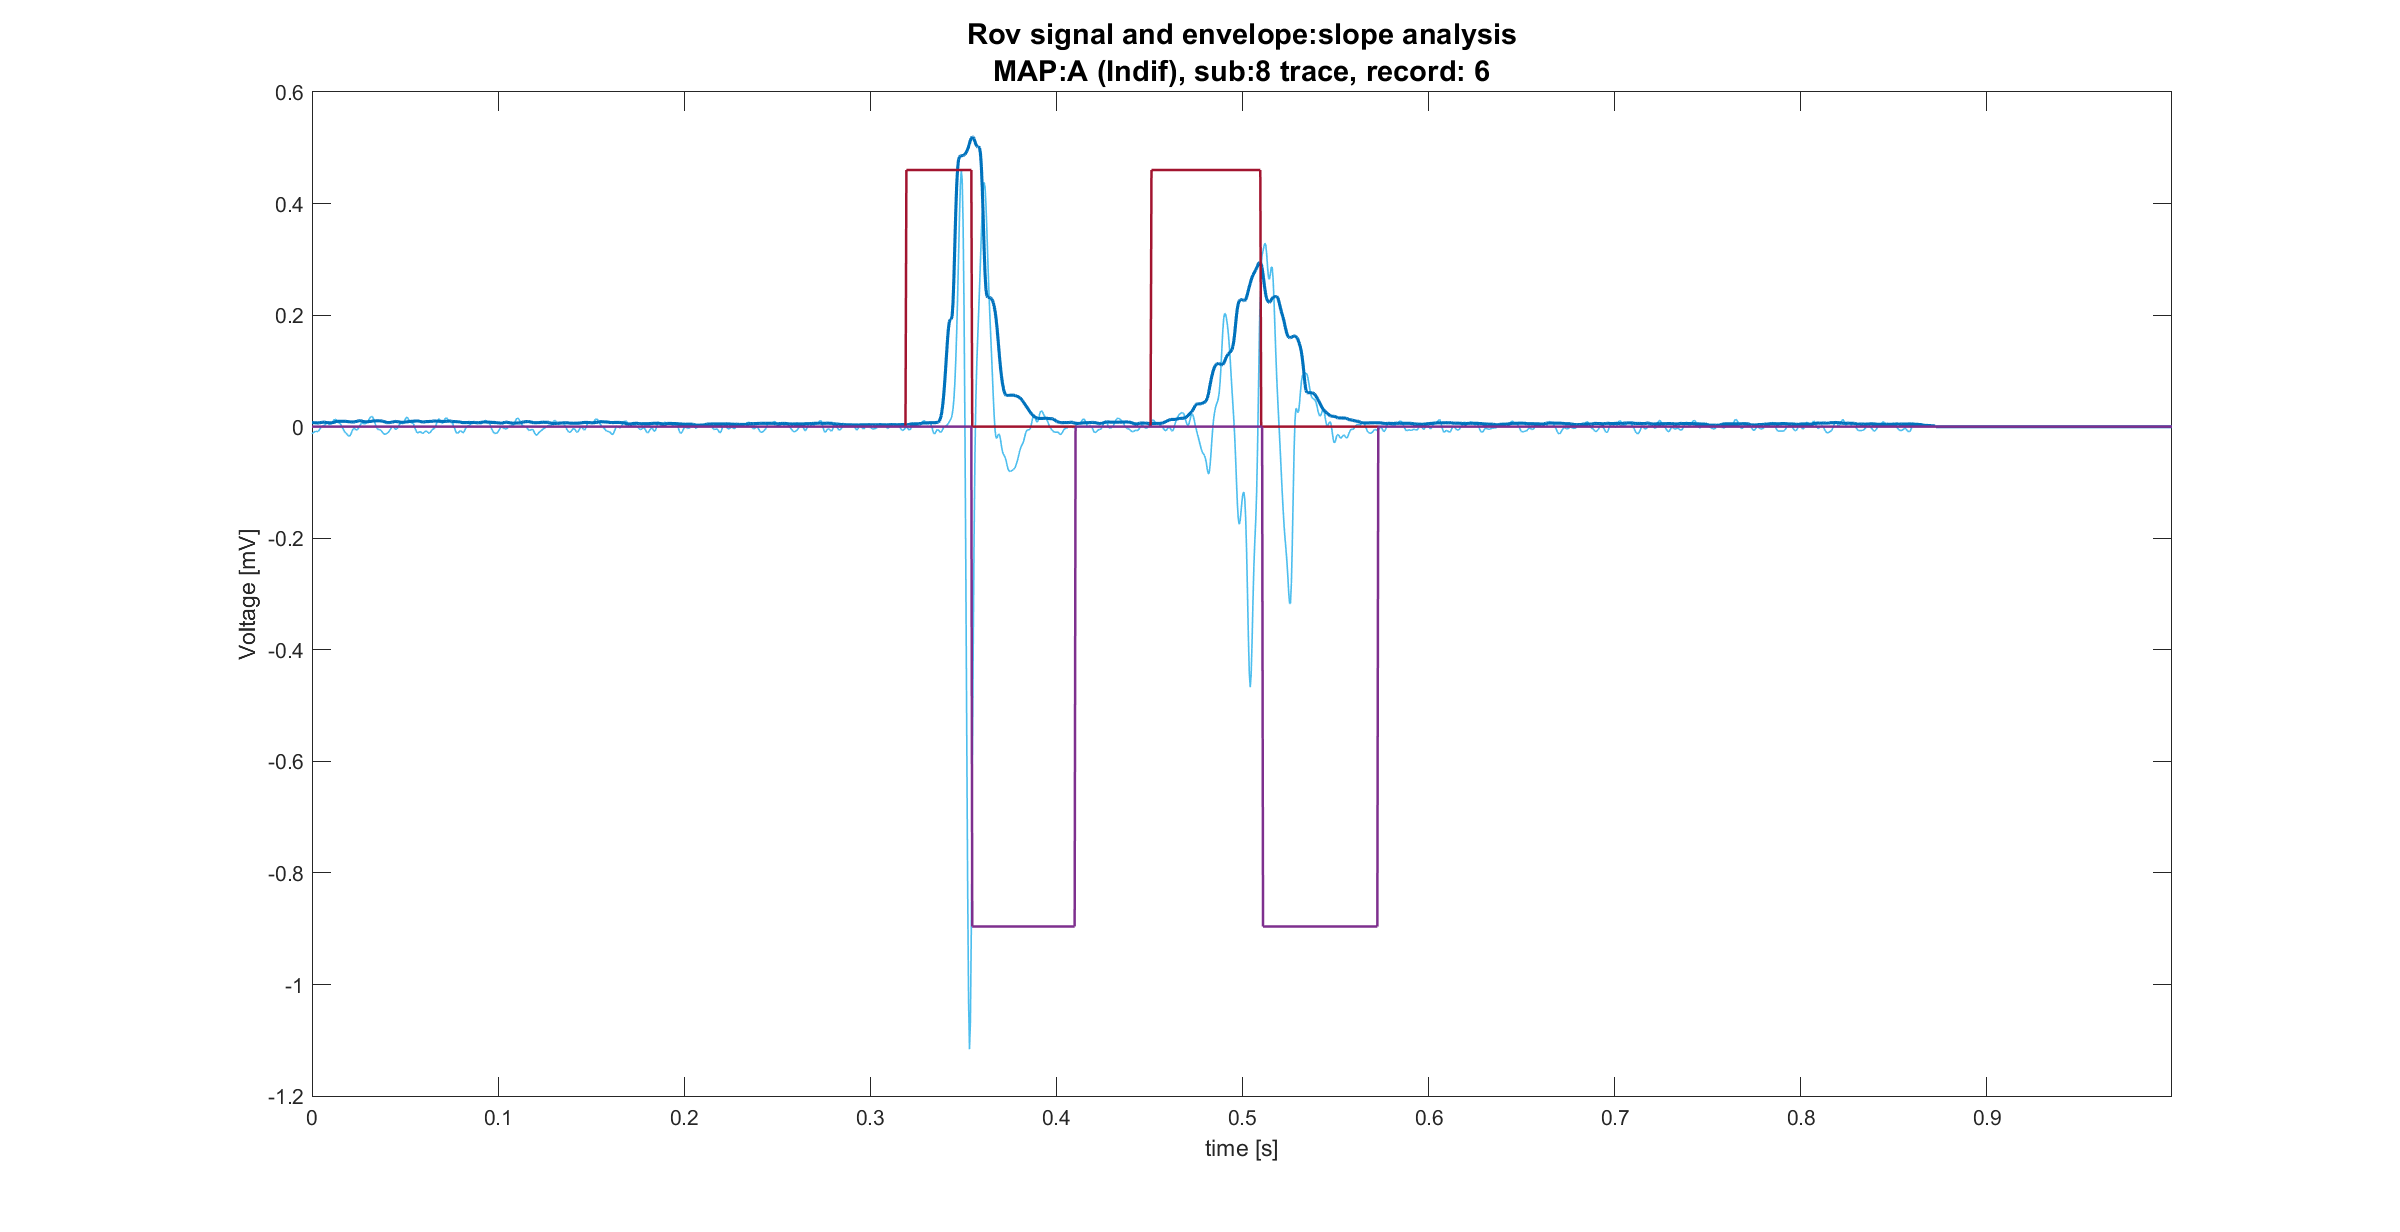 Rov signal and envelope:slope analysis
MAP:A (Indif), sub:8 trace, record: 6
0.6
0.4
0.2
0
-0.2
-0.4
-0.6
-0.8
-1
-1.2
Voltage [mV]
0 0.1 0.2 0.3 0.4 0.5 0.6 0.7 0.8 0.9
time [s]